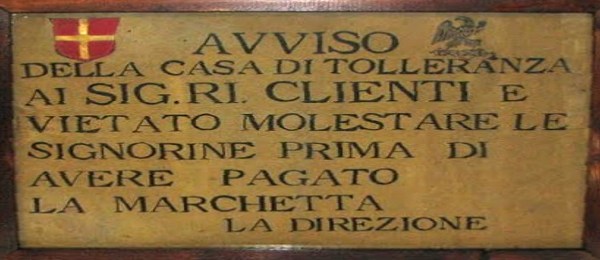 AVVISO
DELLA CASA DI TOLLERANZA
AI SIG.RI. CLIENTI E
VIETATO MOLESTARE LE
SIGNORINE PRIMA DI
AVERE PAGATO
LA MARCHETTA
LA DIREZIONE